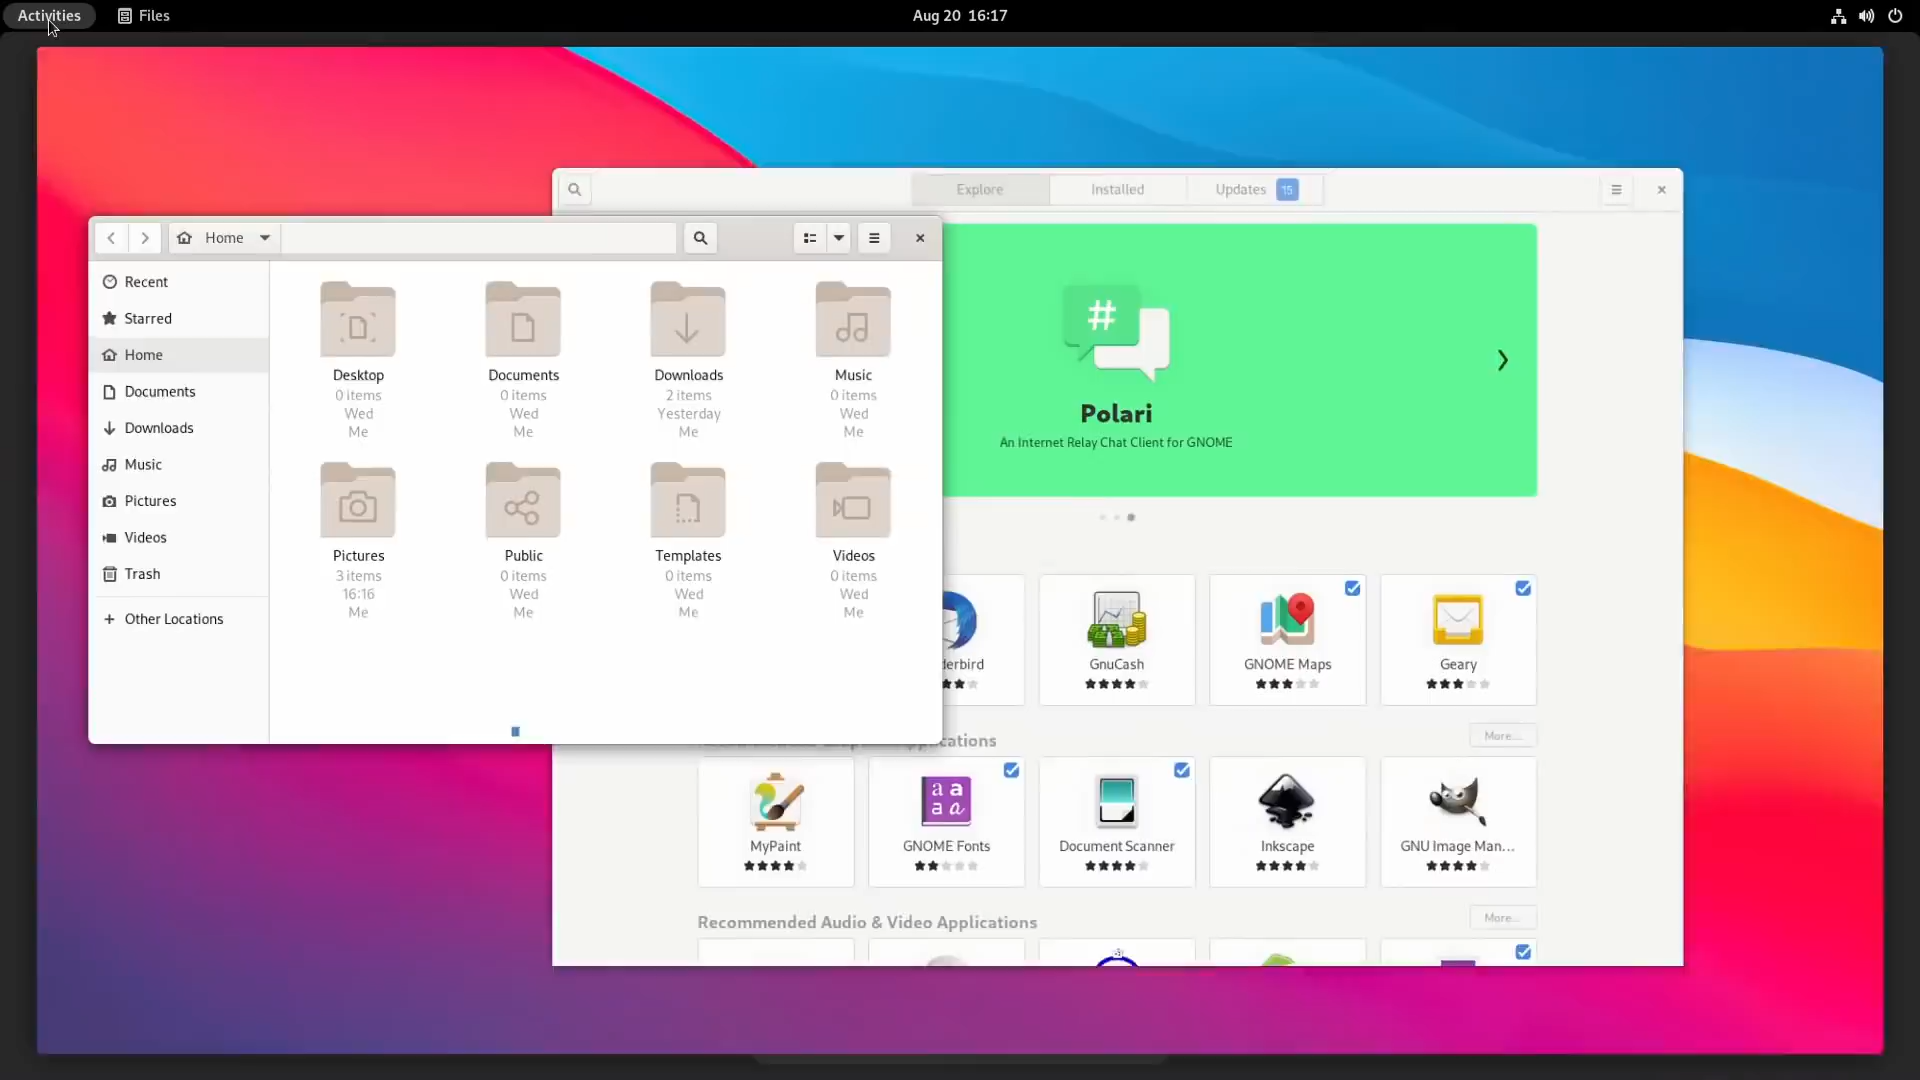 Activities
Files
Aug 20 16:17
Explore
Installed
Updates 15
Home
Recent
Starred
Home
Documents
Downloads
Music
Pictures
Videos
Trash
Other Locations
Desktop
0 items
Wed
Me
Documents
0 items
Wed
Me
Downloads
2 items
Yesterday
Me
Music
0 items
Wed
Me
Pictures
3 items
16:16
Me
Public
0 items
Wed
Me
Templates
0 items
Wed
Me
Videos
0 items
Wed
Me
#
Polari
An Internet Relay Chat Client for GNOME
derbird
GnuCash
GNOME Maps
Geary
cations
More...
a a
a a
MyPaint
GNOME Fonts
Document Scanner
Inkscape
GNU Image Man...
Recommended Audio & Video Applications
More...